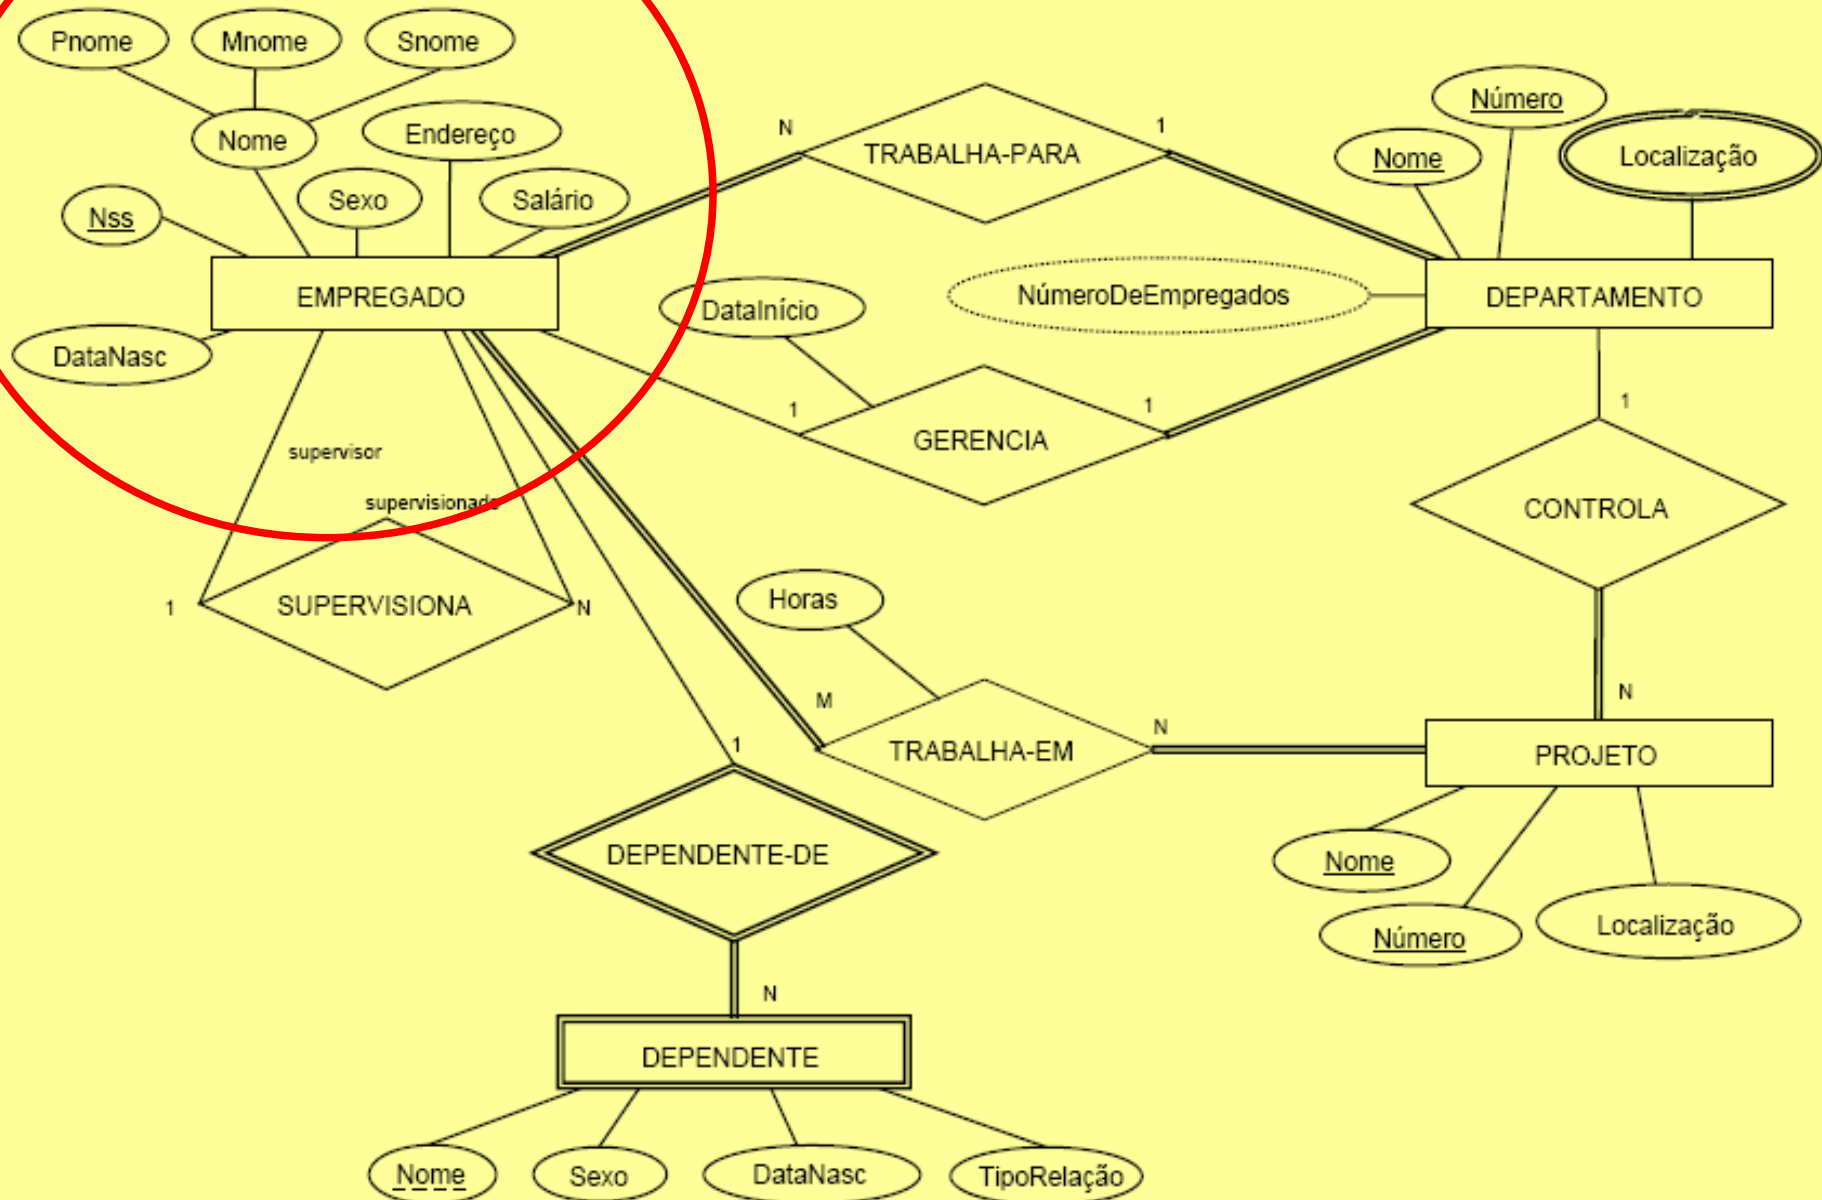 Pnome
Mnome
Snome
Nome
Endereço
Sexo
Salário
Nss
EMPREGADO
DataNasc
N
TRABALHA-PARA
1
Número
Nome
Localização
DataInício
NúmeroDeEmpregados
DEPARTAMENTO
1
GERENCIA
1
1
supervisor
supervisionado
CONTROLA
1
SUPERVISIONA
N
Horas
M
TRABALHA-EM
N
N
PROJETO
1
DEPENDENTE-DE
Nome
Número
Localização
N
DEPENDENTE
Nome
Sexo
DataNasc
TipoRelação